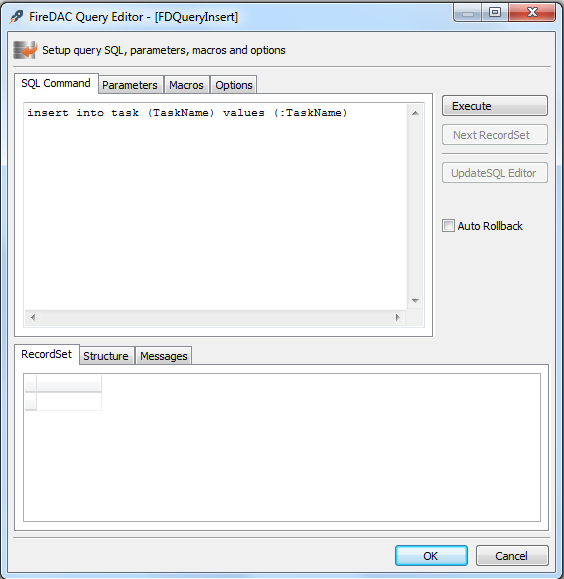 FireDAC Query Editor - [FDQueryInsert]
Setup query SQL, parameters, macros and options
SQL Command Parameters Macros Options
insert into task (TaskName) values (:TaskName)
Execute
Next RecordSet
UpdateSQL Editor
Auto Rollback
RecordSet Structure Messages
OK Cancel